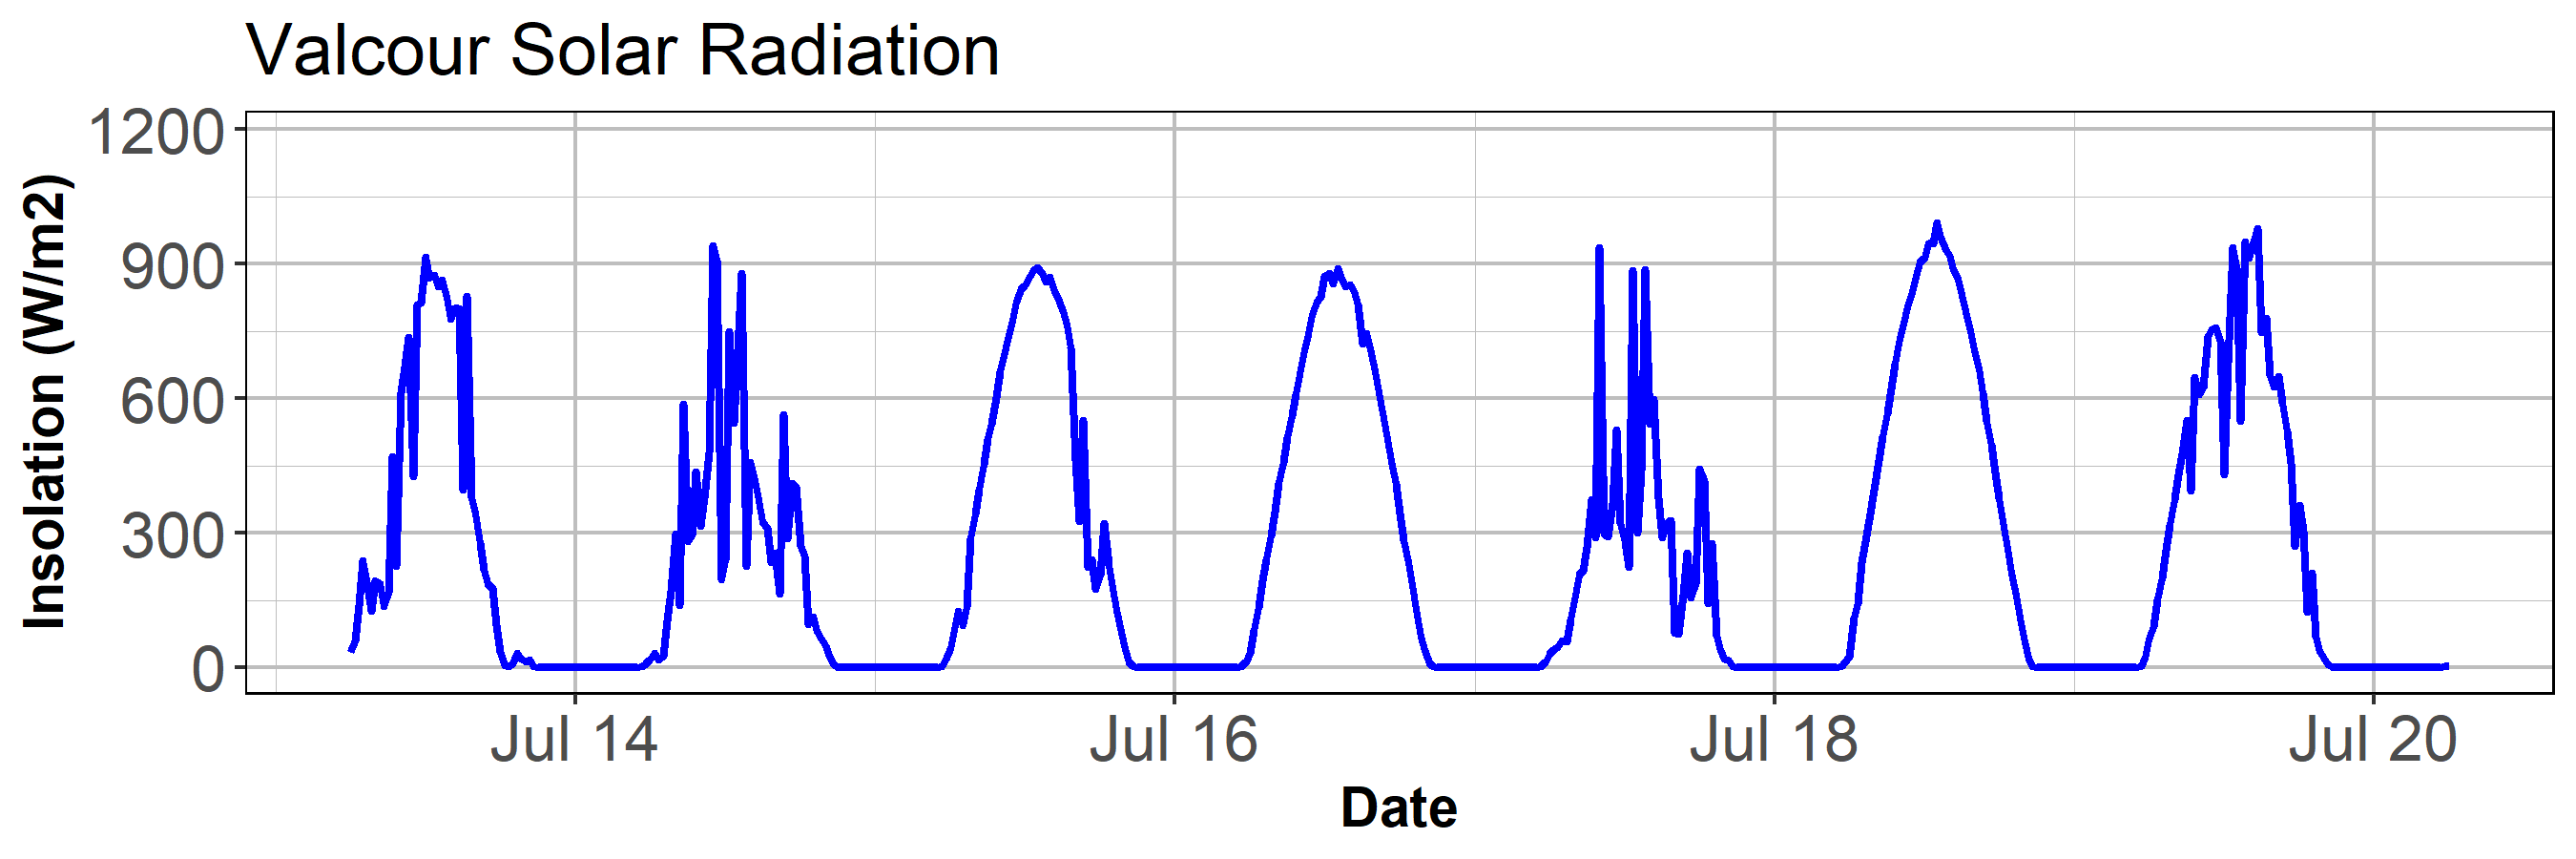 Valcour Solar Radiation
1200
900
600
300
0
Insolation (W/m2)
Jul 14
Jul 16
Jul 18
Jul 20
Date